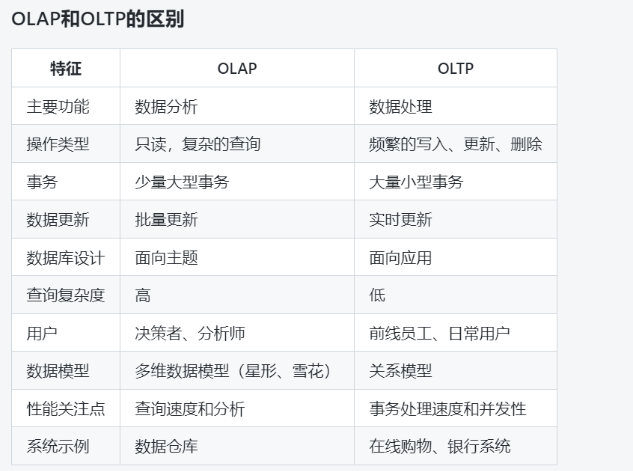 OLAP和OLTP的区别
特征 OLAP OLTP
主要功能 数据分析 数据处理
操作类型 只读，复杂的查询 频繁的写入、更新、删除
事务 少量大型事务 大量小型事务
数据更新 批量更新 实时更新
数据库设计 面向主题 面向应用
查询复杂度 高 低
用户 决策者、分析师 前线员工、日常用户
数据模型 多维数据模型（星形、雪花） 关系模型
性能关注点 查询速度和分析 事务处理速度和并发性
系统示例 数据仓库 在线购物、银行系统